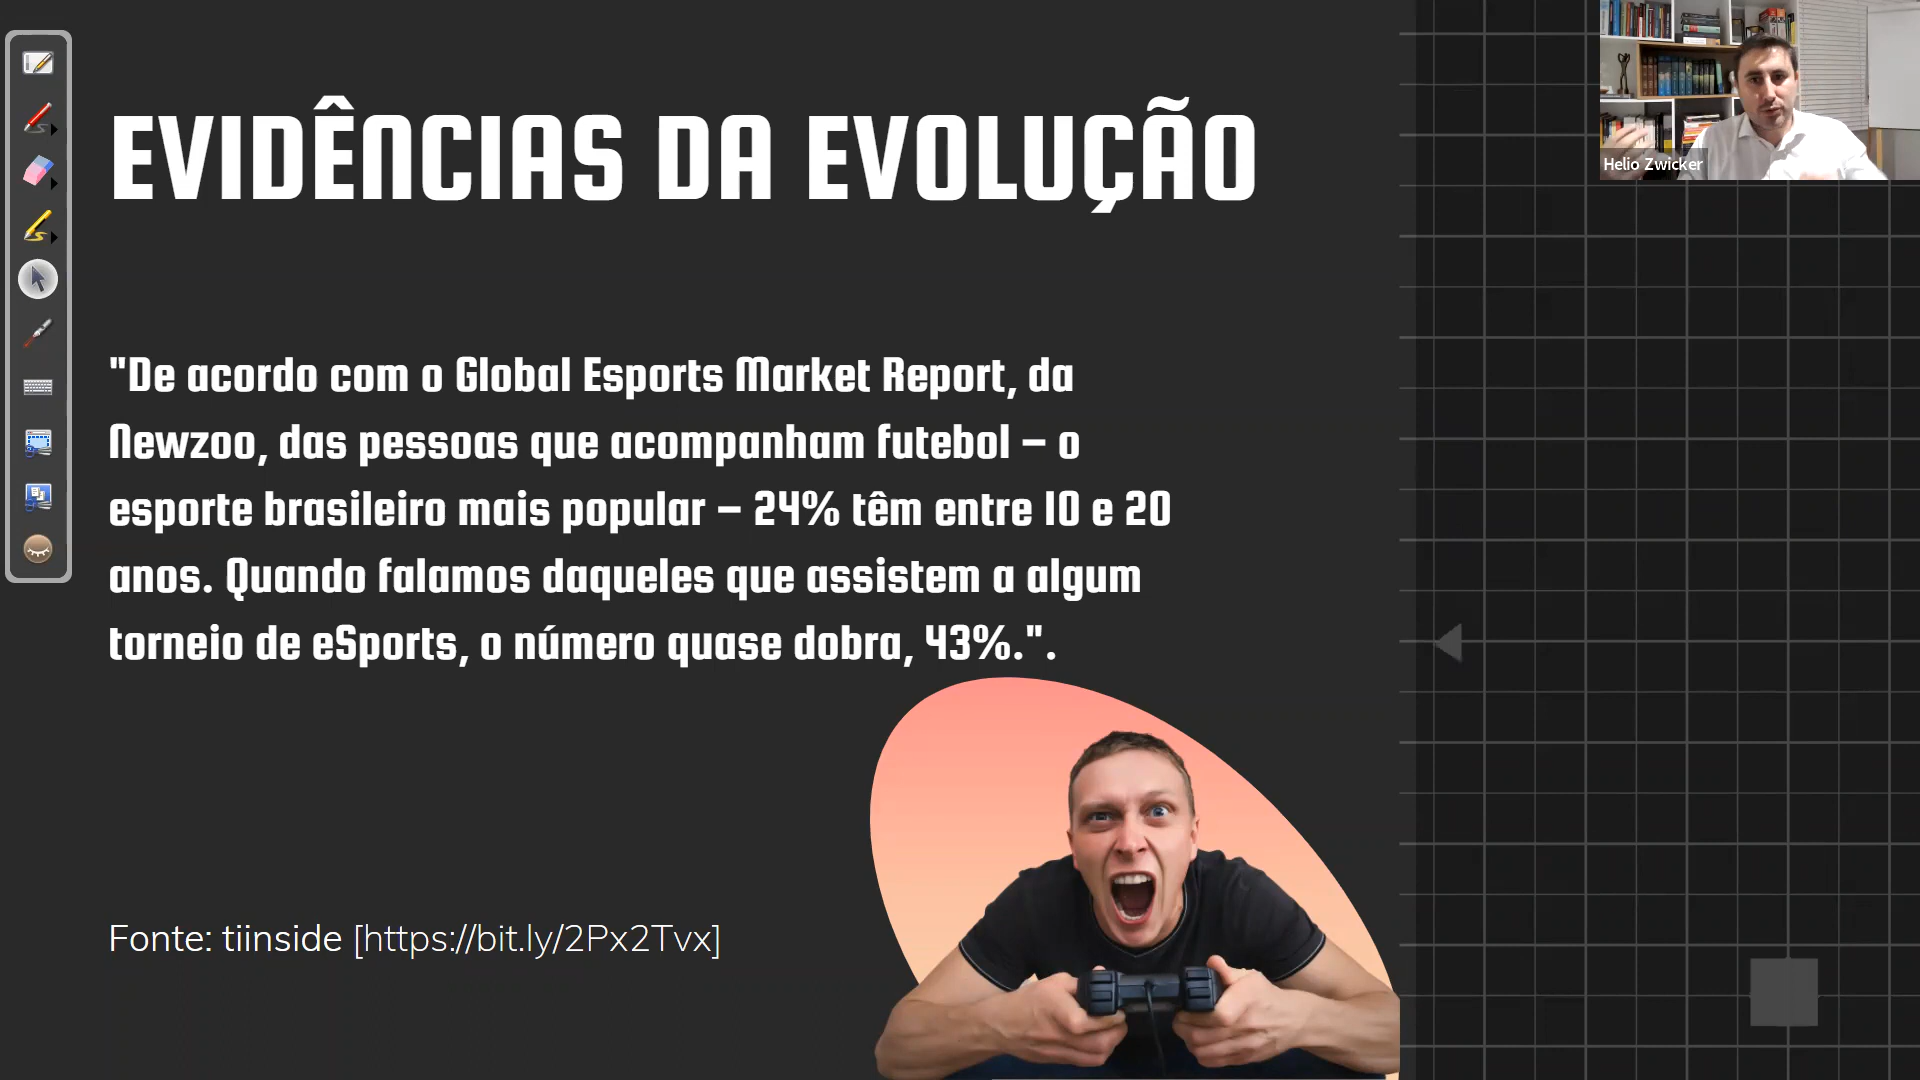 EVIDÊNCIAS DA EVOLUÇÃO
Helio Zwicker
"De acordo com o Global Esports Market Report, da
Newzoo, das pessoas que acompanham futebol – o
esporte brasileiro mais popular – 24% têm entre 10 e 20
anos. Quando falamos daqueles que assistem a algum
torneio de eSports, o número quase dobra, 43%.".
Fonte: tiinside [https://bit.ly/2Px2Tvx]